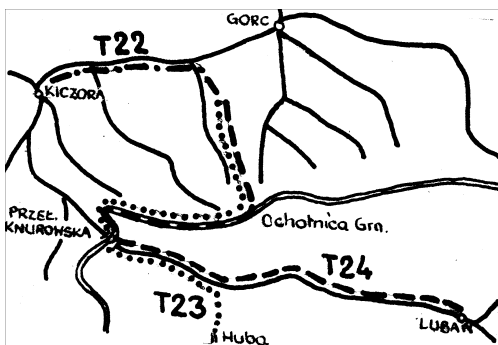 GORC
T22
KICZORA
PRZEŁ.
KNUROWSKA
Ochotnica Grn.
T24
T23
LUBAŃ
Huba